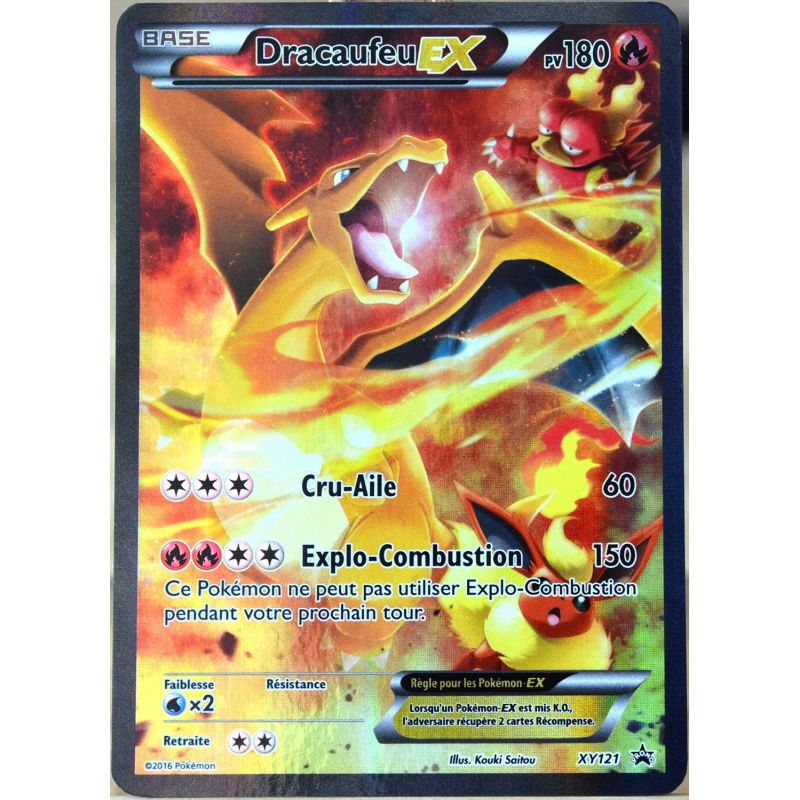 BASE
Dracaufeu EX
PV180
Cru-Aile 60
Explo-Combustion 150
Ce Pokémon ne peut pas utiliser Explo-Combustion
pendant votre prochain tour.
Faiblesse Résistance
×2
Retraite
Règle pour les Pokémon-EX
Lorsqu'un Pokémon-EX est mis K.O.,
l'adversaire récupère 2 cartes Récompense.
©2016 Pokémon
Illus. Kouki Saitou
XY121